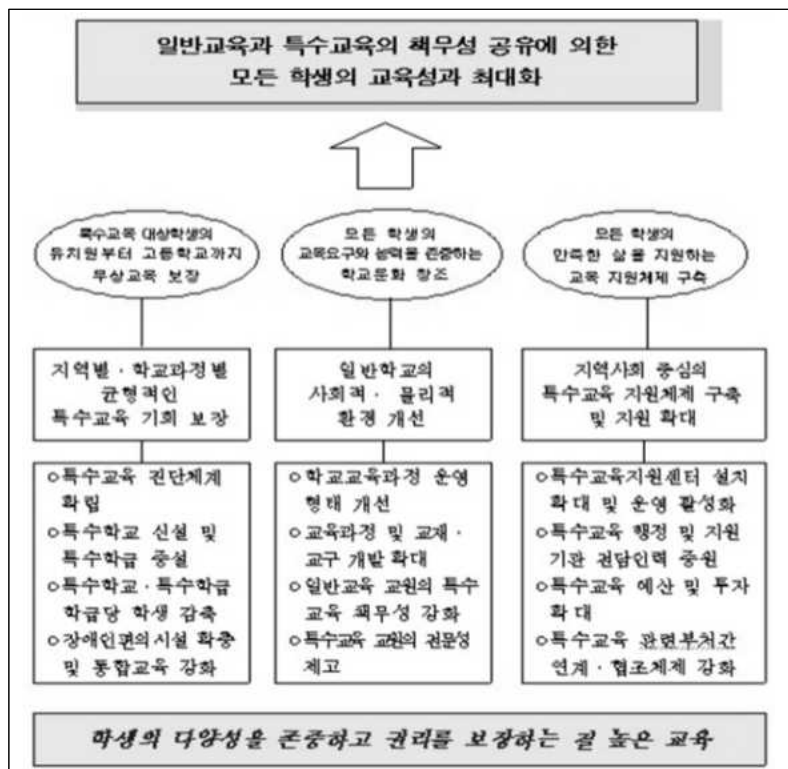 일반교육과 특수교육의 책무성 공유에 의한
모든 학생의 교육성과 최대화
특수교육 대상학생의
유치원부터 고등학교까지
무상교육 보장
모든 학생의
교육요구와 능력을 존중하는
학교문화 창조
모든 학생의
만족한 삶을 지원하는
교육 지원체제 구축
지역별·학교과정별
균형적인
특수교육 기회 보장
일반학교의
사회적·물리적
환경 개선
지역사회 중심의
특수교육 지원체제 구축
및 지원 확대
○특수교육 진단체계
확립
○특수학교 신설 및
특수학급 증설
○특수학교·특수학급
학급당 학생 감축
○장애인편의시설 확충
및 통합교육 강화
○학교교육과정 운영
형태 개선
○교육과정 및 교재·
교구 개발 확대
○일반교육 교원의 특수
교육 책무성 강화
○특수교육 교원의 전문성
제고
○특수교육지원센터 설치
확대 및 운영 활성화
○특수교육 행정 및 지원
기관 전담인력 증원
○특수교육 예산 및 투자
확대
○특수교육 관련부처간
연계·협조체제 강화
학생의 다양성을 존중하고 권리를 보장하는 질 높은 교육